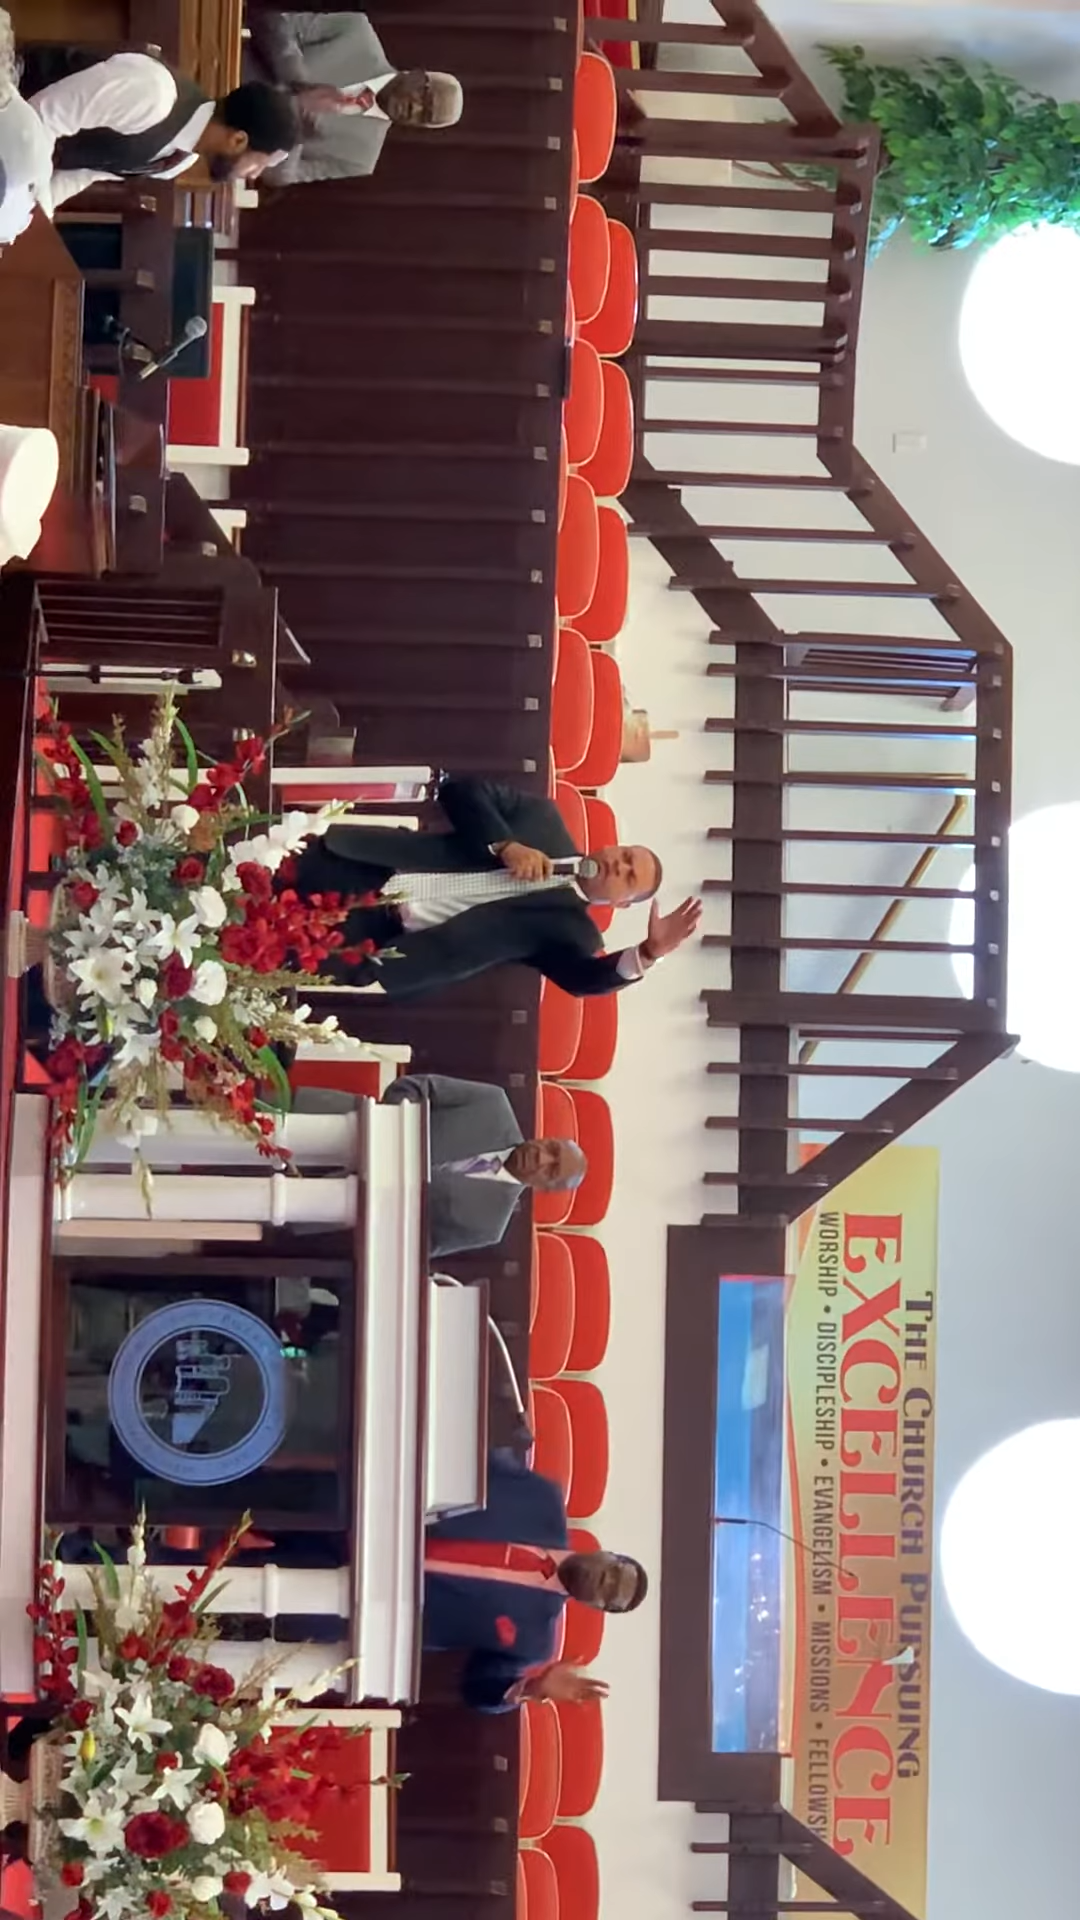 THE CHURCH PURSUING
EXCELLENCE
WORSHIP • DISCIPLESHIP • EVANGELISM • MISSIONS • FELLOWSH